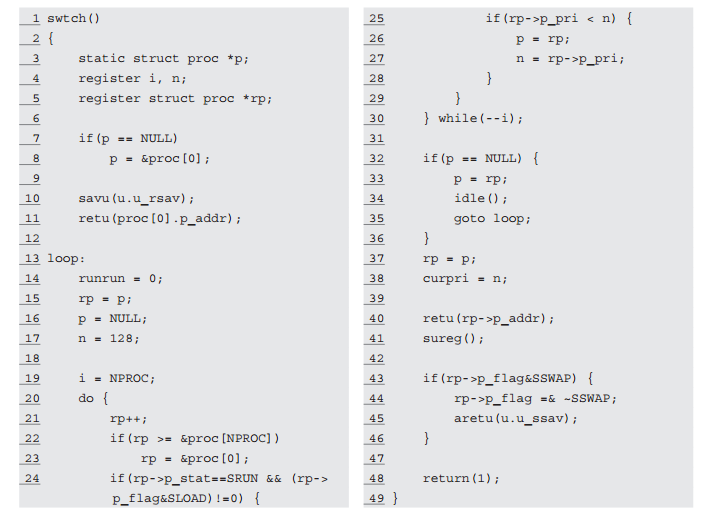 1 swtch()
2 {
3 static struct proc *p;
4 register i, n;
5 register struct proc *rp;
6
7 if(p == NULL)
8 p = &proc[0];
9
10 savu(u.u_rsav);
11 retu(proc[0].p_addr);
12
13 loop:
14 runrun = 0;
15 rp = p;
16 p = NULL;
17 n = 128;
18
19 i = NPROC;
20 do {
21 rp++;
22 if(rp >= &proc[NPROC])
23 rp = &proc[0];
24 if(rp->p_stat==SRUN && (rp->
p_flag&SLOAD)!=0) {
25 if(rp->p_pri < n) {
26 p = rp;
27 n = rp->p_pri;
28 }
29 }
30 } while(--i);
31
32 if(p == NULL) {
33 p = rp;
34 idle();
35 goto loop;
36 }
37 rp = p;
38 curpri = n;
39
40 retu(rp->p_addr);
41 sureg();
42
43 if(rp->p_flag&SSWAP) {
44 rp->p_flag =& ~SSWAP;
45 aretu(u.u_ssav);
46 }
47
48 return(1);
49 }